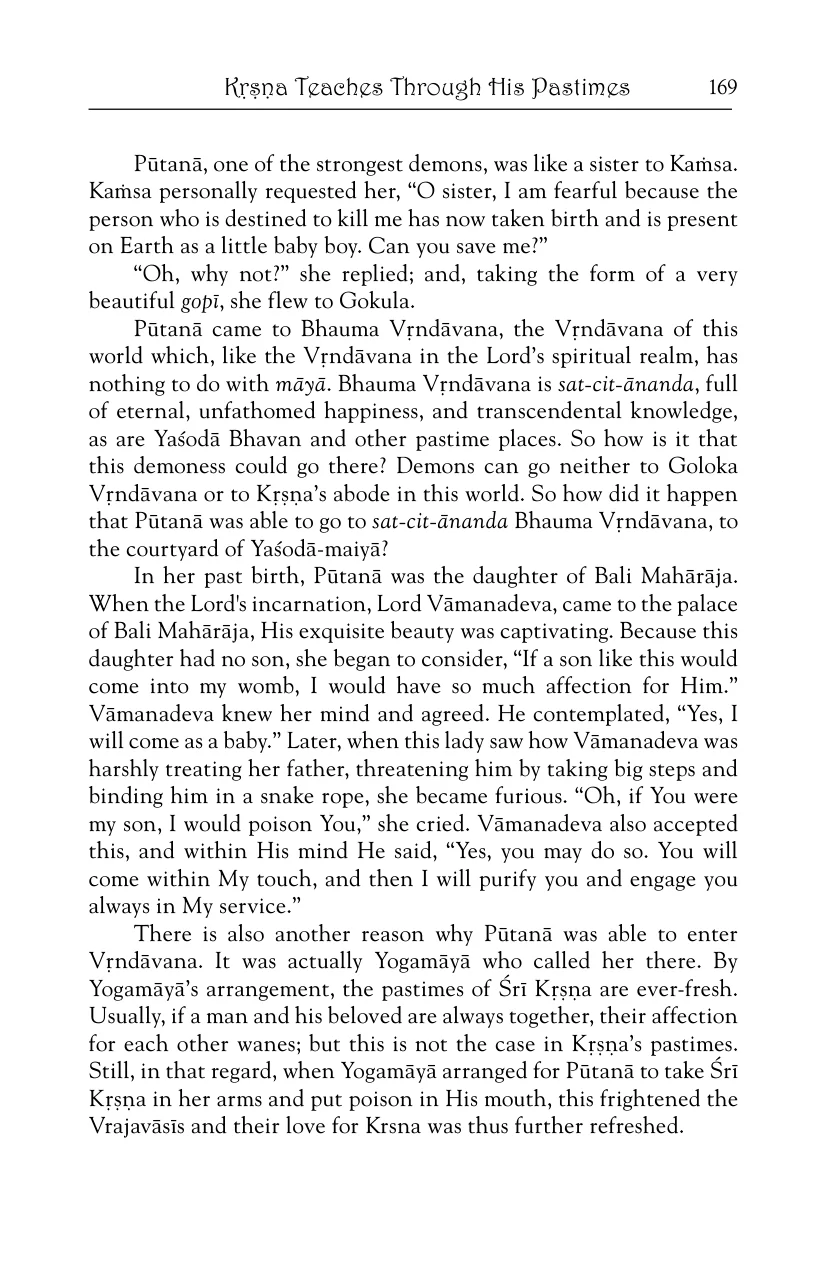 Kṛṣṇa Teaches Through His Pastimes 169
Pūtanā, one of the strongest demons, was like a sister to Kaṁsa.
Kaṁsa personally requested her, “O sister, I am fearful because the
person who is destined to kill me has now taken birth and is present
on Earth as a little baby boy. Can you save me?”
“Oh, why not?” she replied; and, taking the form of a very
beautiful gopī, she flew to Gokula.
Pūtanā came to Bhauma Vṛndāvana, the Vṛndāvana of this
world which, like the Vṛndāvana in the Lord’s spiritual realm, has
nothing to do with māyā. Bhauma Vṛndāvana is sat-cit-ānanda, full
of eternal, unfathomed happiness, and transcendental knowledge,
as are Yaśodā Bhavan and other pastime places. So how is it that
this demoness could go there? Demons can go neither to Goloka
Vṛndāvana or to Kṛṣṇa’s abode in this world. So how did it happen
that Pūtanā was able to go to sat-cit-ānanda Bhauma Vṛndāvana, to
the courtyard of Yaśodā-maiyā?
In her past birth, Pūtanā was the daughter of Bali Mahārāja.
When the Lord's incarnation, Lord Vāmanadeva, came to the palace
of Bali Mahārāja, His exquisite beauty was captivating. Because this
daughter had no son, she began to consider, “If a son like this would
come into my womb, I would have so much affection for Him.”
Vāmanadeva knew her mind and agreed. He contemplated, “Yes, I
will come as a baby.” Later, when this lady saw how Vāmanadeva was
harshly treating her father, threatening him by taking big steps and
binding him in a snake rope, she became furious. “Oh, if You were
my son, I would poison You,” she cried. Vāmanadeva also accepted
this, and within His mind He said, “Yes, you may do so. You will
come within My touch, and then I will purify you and engage you
always in My service.”
There is also another reason why Pūtanā was able to enter
Vṛndāvana. It was actually Yogamāyā who called her there. By
Yogamāyā’s arrangement, the pastimes of Śrī Kṛṣṇa are ever-fresh.
Usually, if a man and his beloved are always together, their affection
for each other wanes; but this is not the case in Kṛṣṇa’s pastimes.
Still, in that regard, when Yogamāyā arranged for Pūtanā to take Śrī
Kṛṣṇa in her arms and put poison in His mouth, this frightened the
Vrajavāsīs and their love for Krsna was thus further refreshed.